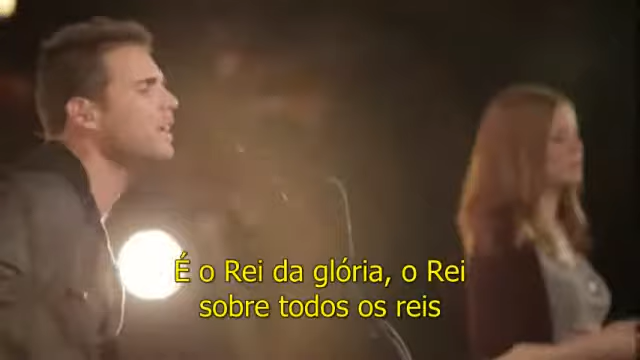 É o Rei da glória, o Rei
sobre todos os reis